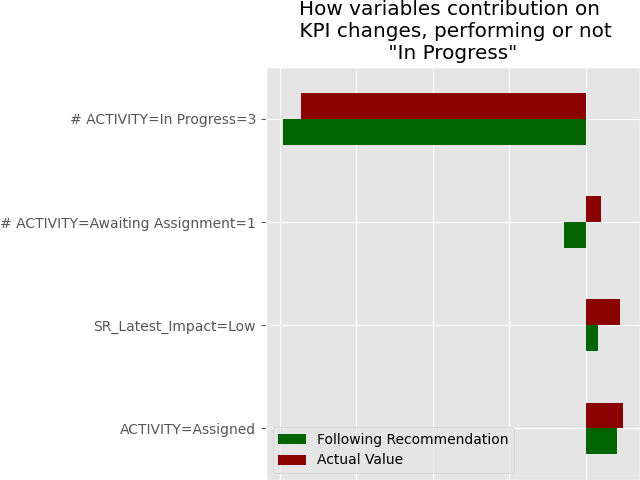 How variables contribution on
KPI changes, performing or not
"In Progress"
# ACTIVITY=In Progress=3
# ACTIVITY=Awaiting Assignment=1
SR_Latest_Impact=Low
ACTIVITY=Assigned
Following Recommendation
Actual Value